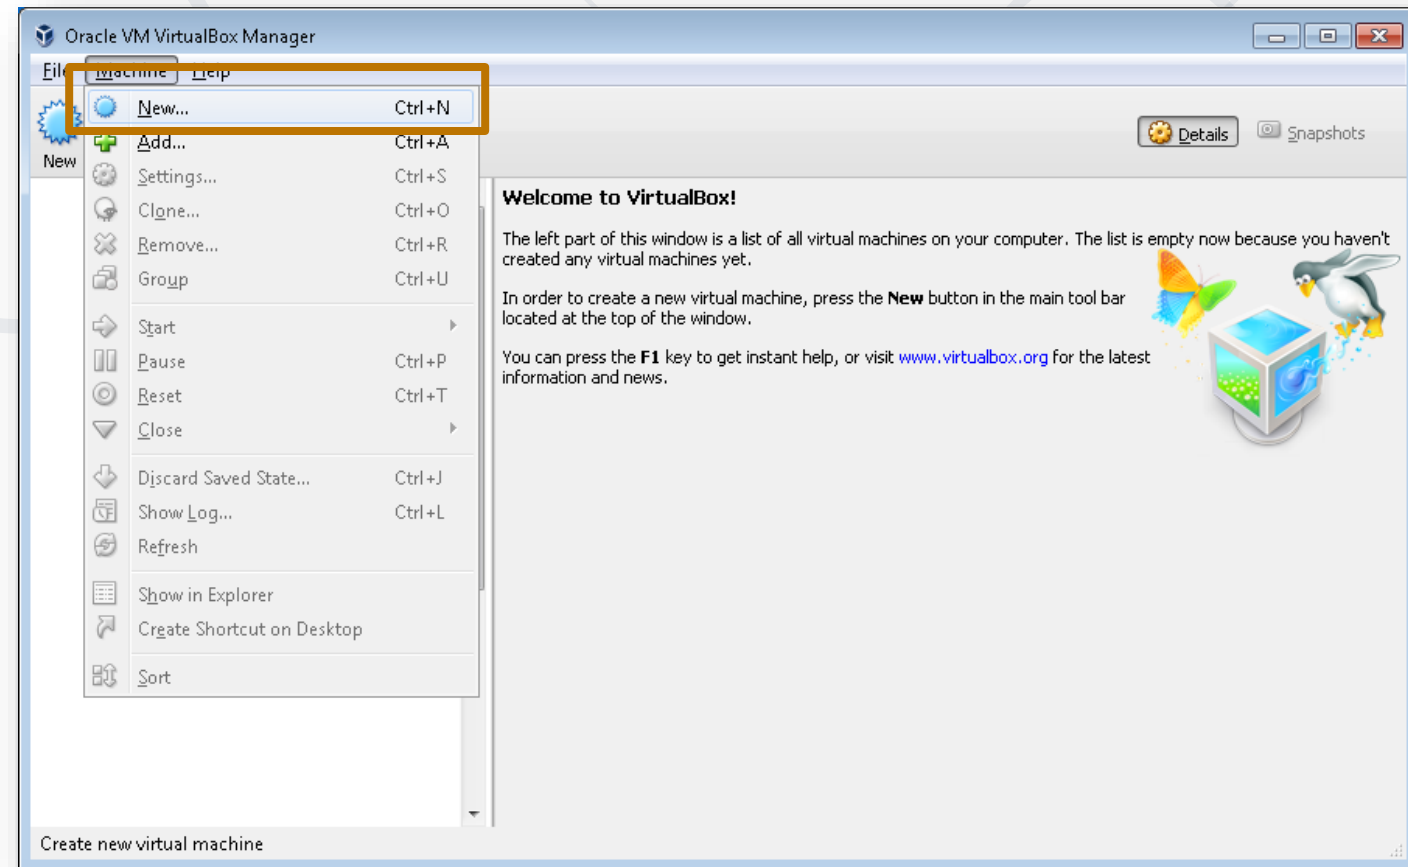 Oracle VM VirtualBox Manager
File Machine Help
New
New... Ctrl+N
Add... Ctrl+A
Settings... Ctrl+S
Clone... Ctrl+O
Remove... Ctrl+R
Group Ctrl+U
Start
Pause Ctrl+P
Reset Ctrl+T
Close
Discard Saved State... Ctrl+J
Show Log... Ctrl+L
Refresh
Show in Explorer
Create Shortcut on Desktop
Sort
Details Snapshots
Welcome to VirtualBox!
The left part of this window is a list of all virtual machines on your computer. The list is empty now because you haven't
created any virtual machines yet.
In order to create a new virtual machine, press the New button in the main tool bar
located at the top of the window.
You can press the F1 key to get instant help, or visit www.virtualbox.org for the latest
information and news.
Create new virtual machine